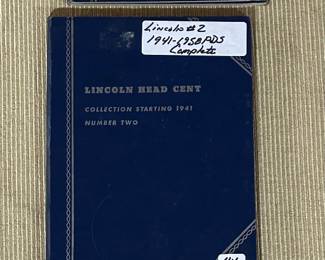 Lincoln #2
1941-1958 PDS
Complete
LINCOLN HEAD CENT
COLLECTION STARTING 1941
NUMBER TWO